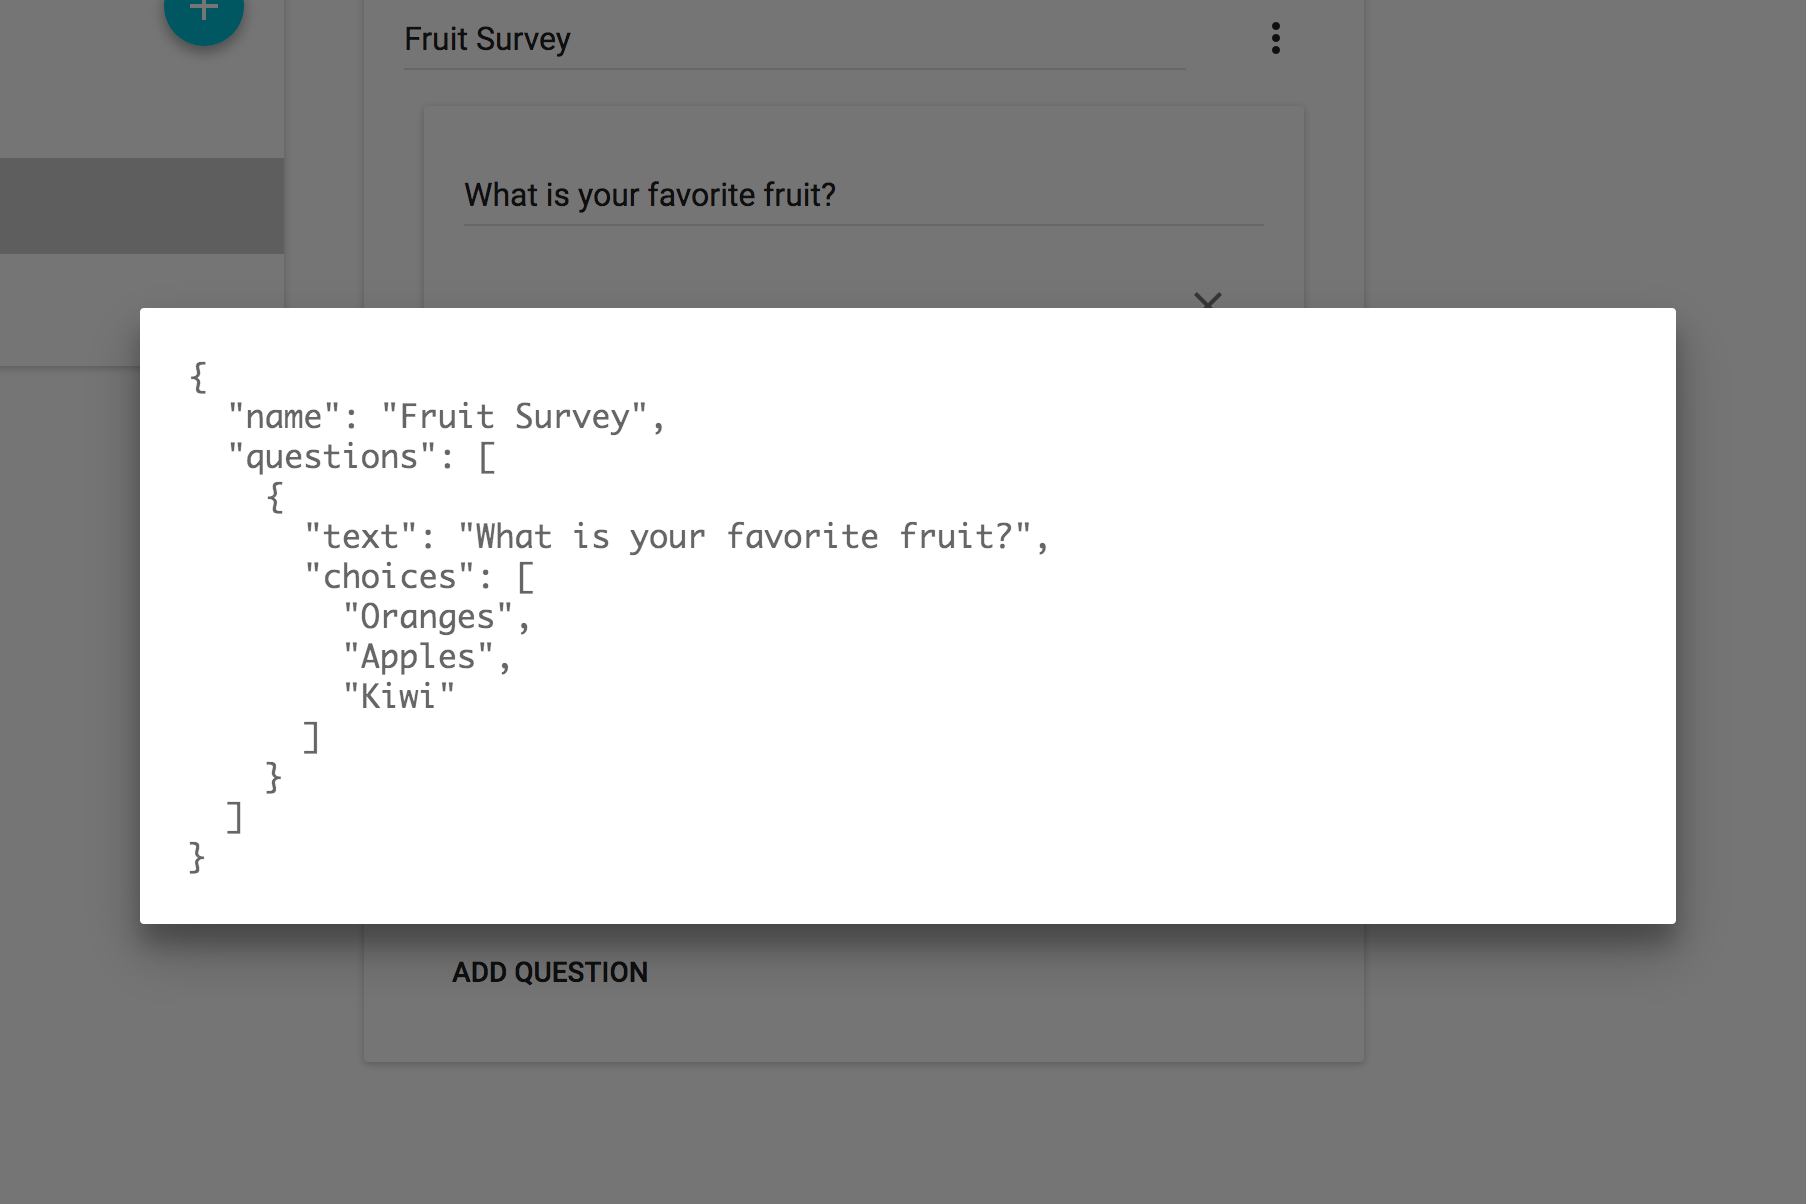 Fruit Survey
What is your favorite fruit?
{
  "name": "Fruit Survey",
  "questions": [
    {
      "text": "What is your favorite fruit?",
      "choices": [
        "Oranges",
        "Apples",
        "Kiwi"
      ]
    }
  ]
}
ADD QUESTION